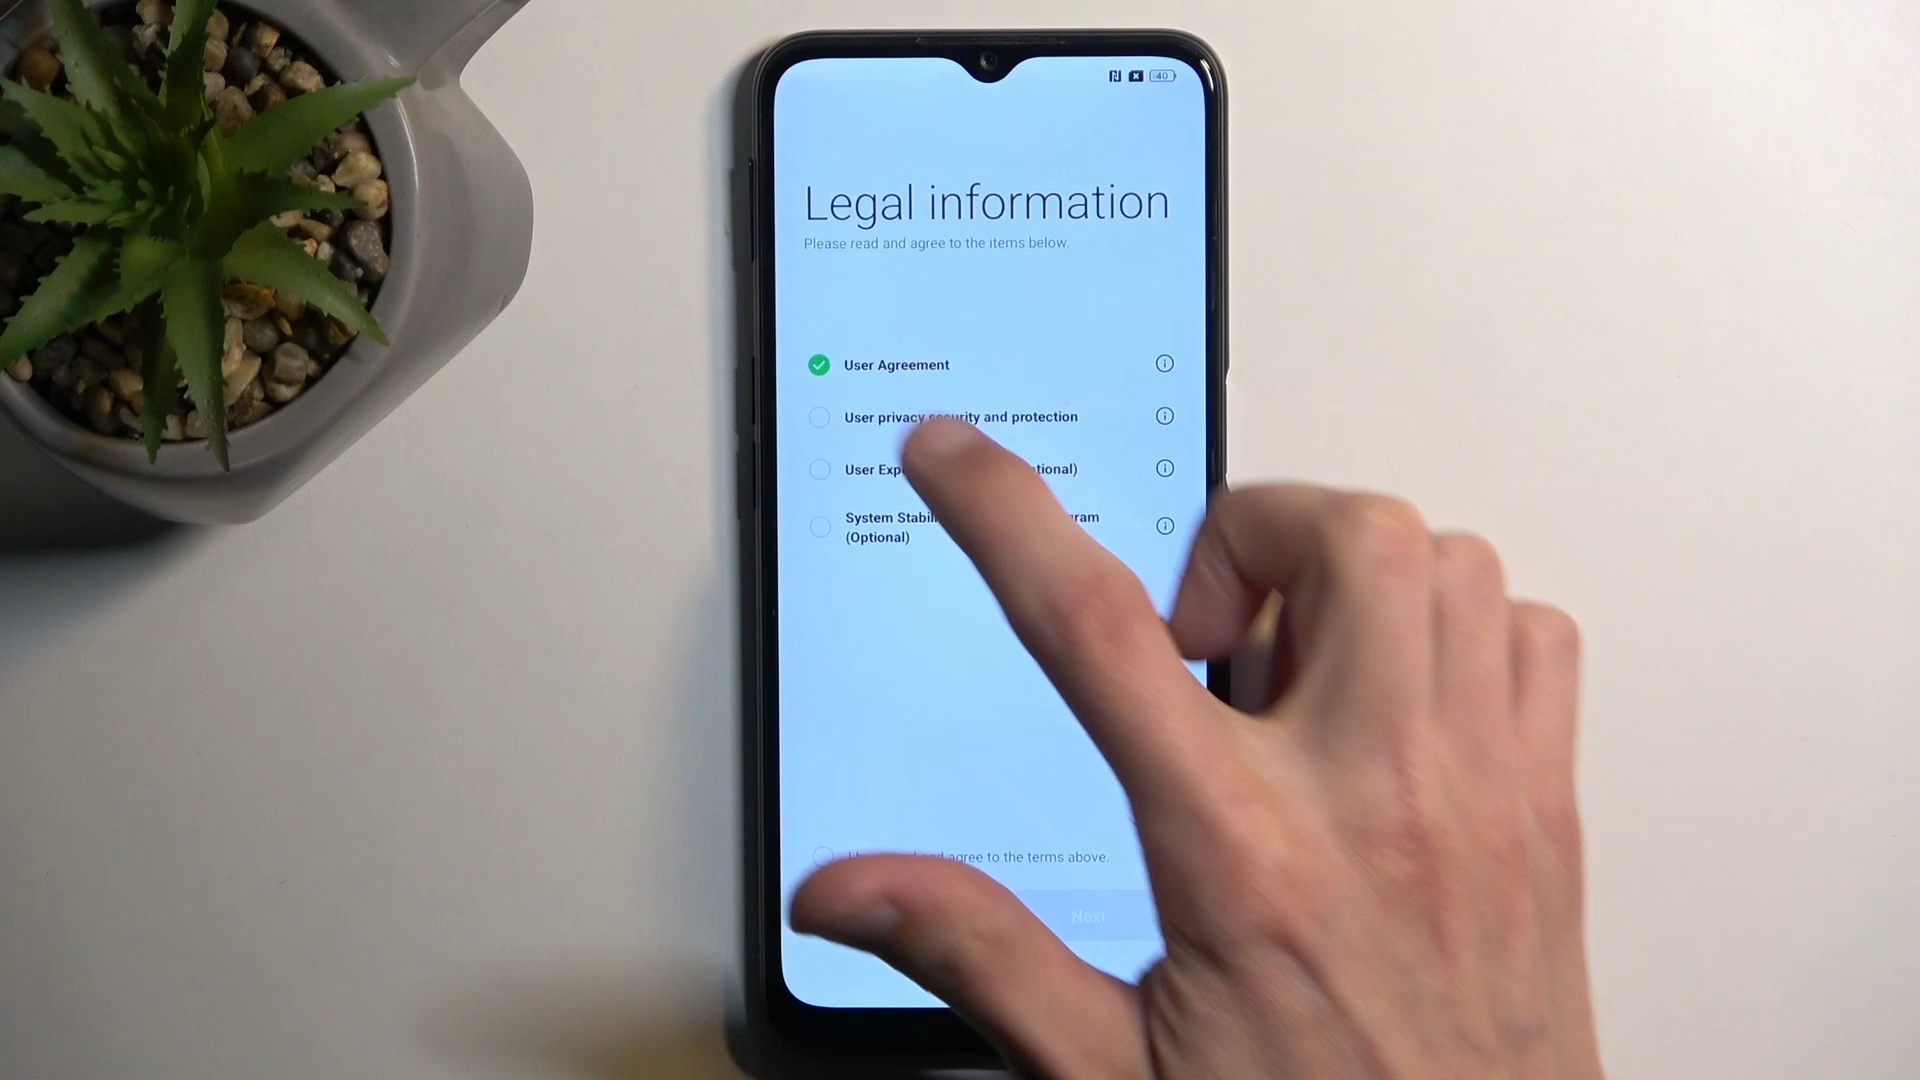 40
Legal information
Please read and agree to the items below.
User Agreement
User privacy security and protection
User Exp tional)
System Stabil ram
(Optional)
agree to the terms above.
Next